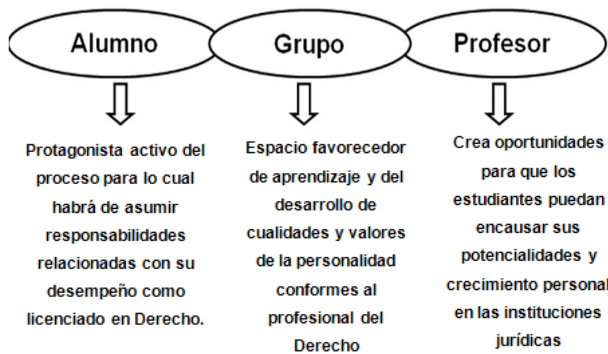 Alumno
Grupo
Profesor
Protagonista activo del
proceso para lo cual
habrá de asumir
responsabilidades
relacionadas con su
desempeño como
licenciado en Derecho.
Espacio favorecedor
de aprendizaje y del
desarrollo de
cualidades y valores
de la personalidad
conformes al
profesional del
Derecho
Crea oportunidades
para que los
estudiantes puedan
encausar sus
potencialidades y
crecimiento personal
en las instituciones
jurídicas